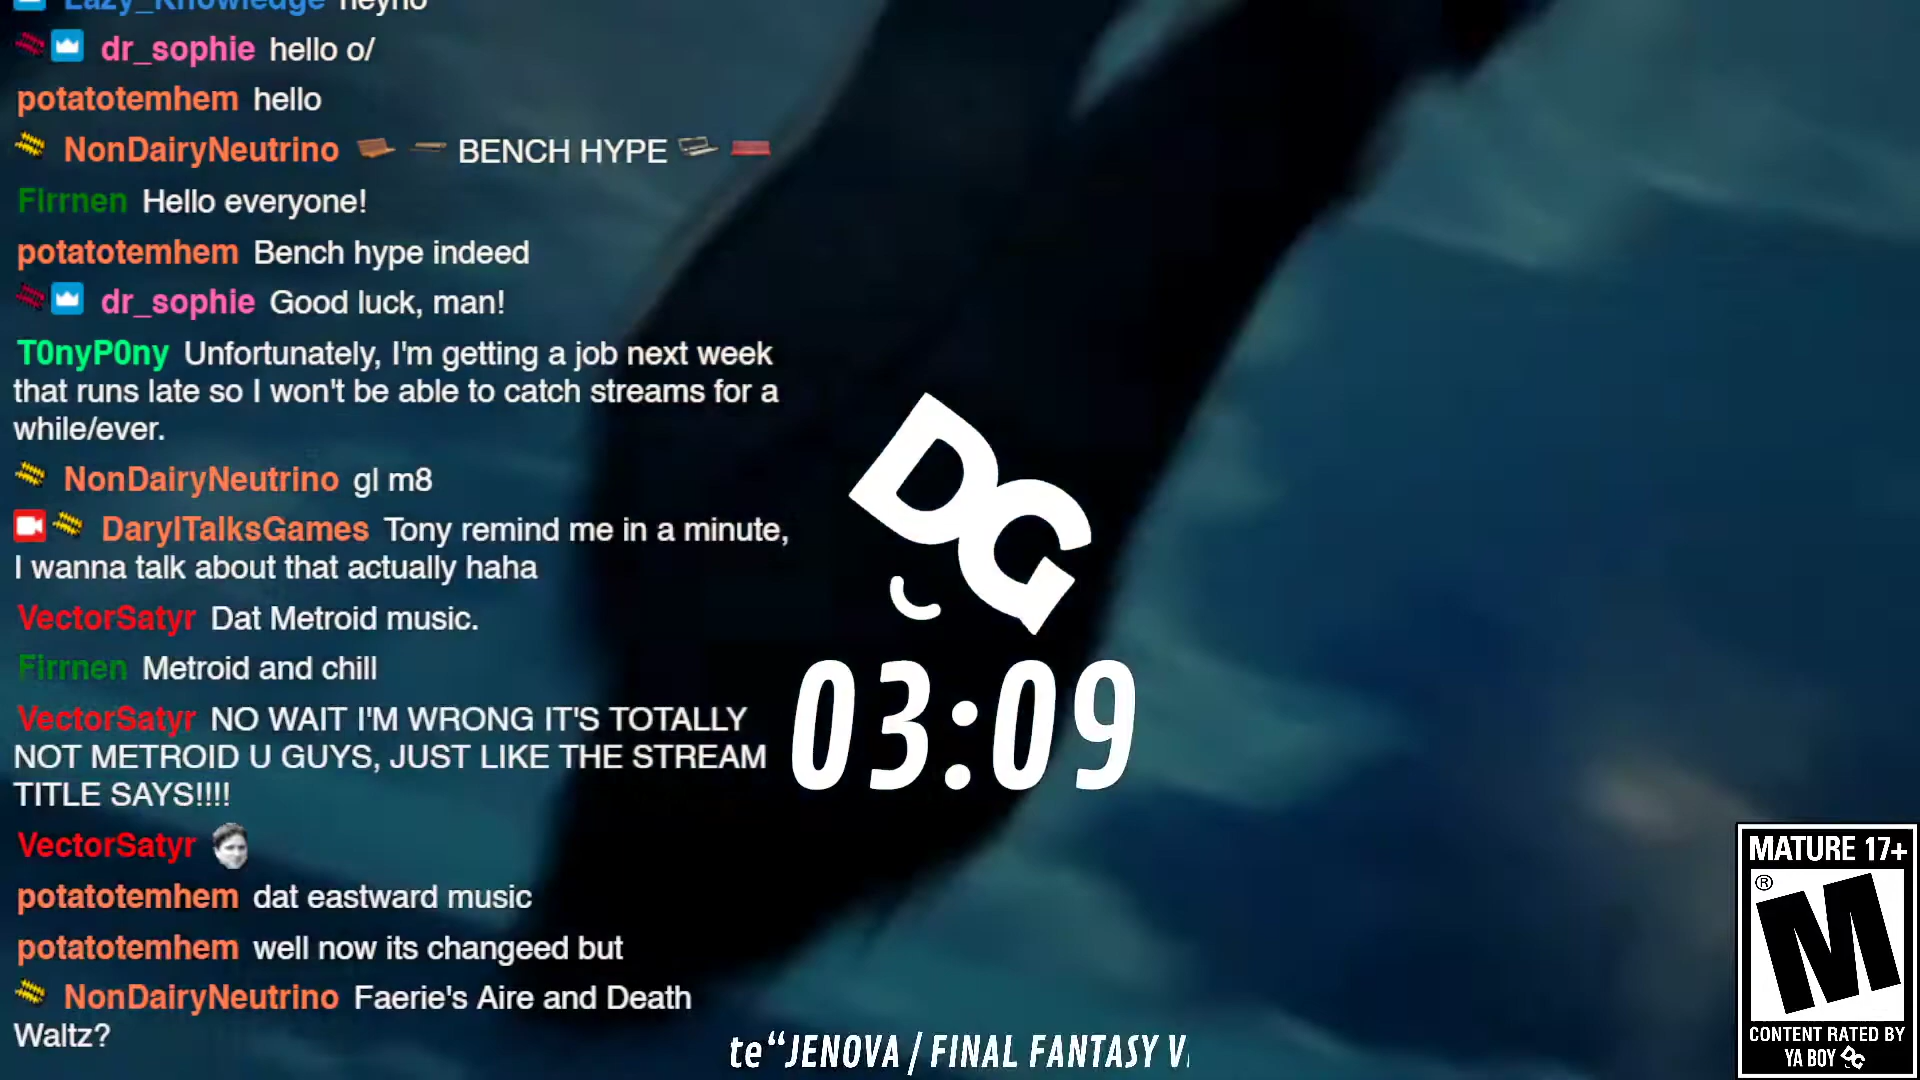 Lazy_Knowledge heyho
dr_sophie hello o/
potatotemhem hello
NonDairyNeutrino BENCH HYPE
FIrrnen Hello everyone!
potatotemhem Bench hype indeed
dr_sophie Good luck, man!
T0nyP0ny Unfortunately, I'm getting a job next week
that runs late so I won't be able to catch streams for a
while/ever.
NonDairyNeutrino gl m8
DarylTalksGames Tony remind me in a minute,
I wanna talk about that actually haha
VectorSatyr Dat Metroid music.
Firrnen Metroid and chill
VectorSatyr NO WAIT I'M WRONG IT'S TOTALLY
NOT METROID U GUYS, JUST LIKE THE STREAM
TITLE SAYS!!!!
VectorSatyr
potatotemhem dat eastward music
potatotemhem well now its changeed but
NonDairyNeutrino Faerie's Aire and Death
Waltz?
DG
03:09
te“JENOVA / FINAL FANTASY V
MATURE 17+
®
M
CONTENT RATED BY
YA BOY DG